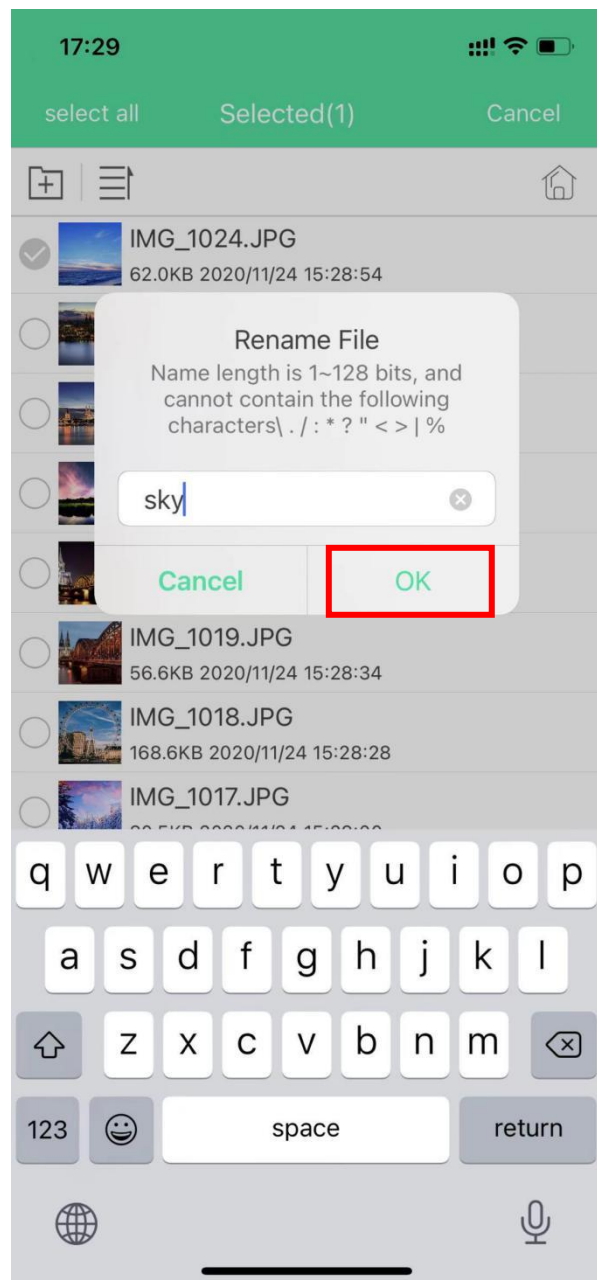 17:29
select all Selected(1) Cancel
IMG_1024.JPG
62.0KB 2020/11/24 15:28:54
Rename File
Name length is 1~128 bits, and
cannot contain the following
characters\ . / : * ? " < > | %
sky
Cancel OK
IMG_1019.JPG
56.6KB 2020/11/24 15:28:34
IMG_1018.JPG
168.6KB 2020/11/24 15:28:28
IMG_1017.JPG
q w e r t y u i o p
a s d f g h j k l
z x c v b n m
123 space return